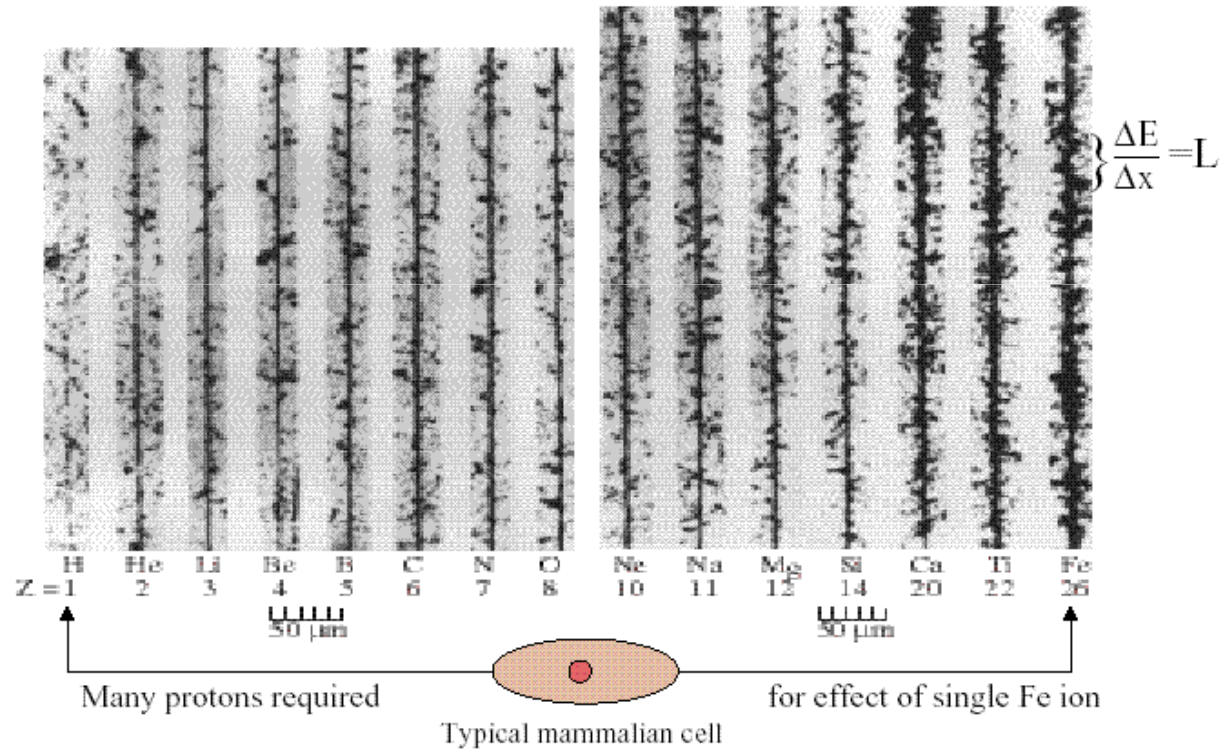 ΔE
Δx
=L
H He Li Be B C N O Ne Na Mg Si Ca Ti Fe
Z = 1 2 3 4 5 6 7 8 10 11 12 14 20 22 26
50 μm 50 μm
Many protons required for effect of single Fe ion
Typical mammalian cell